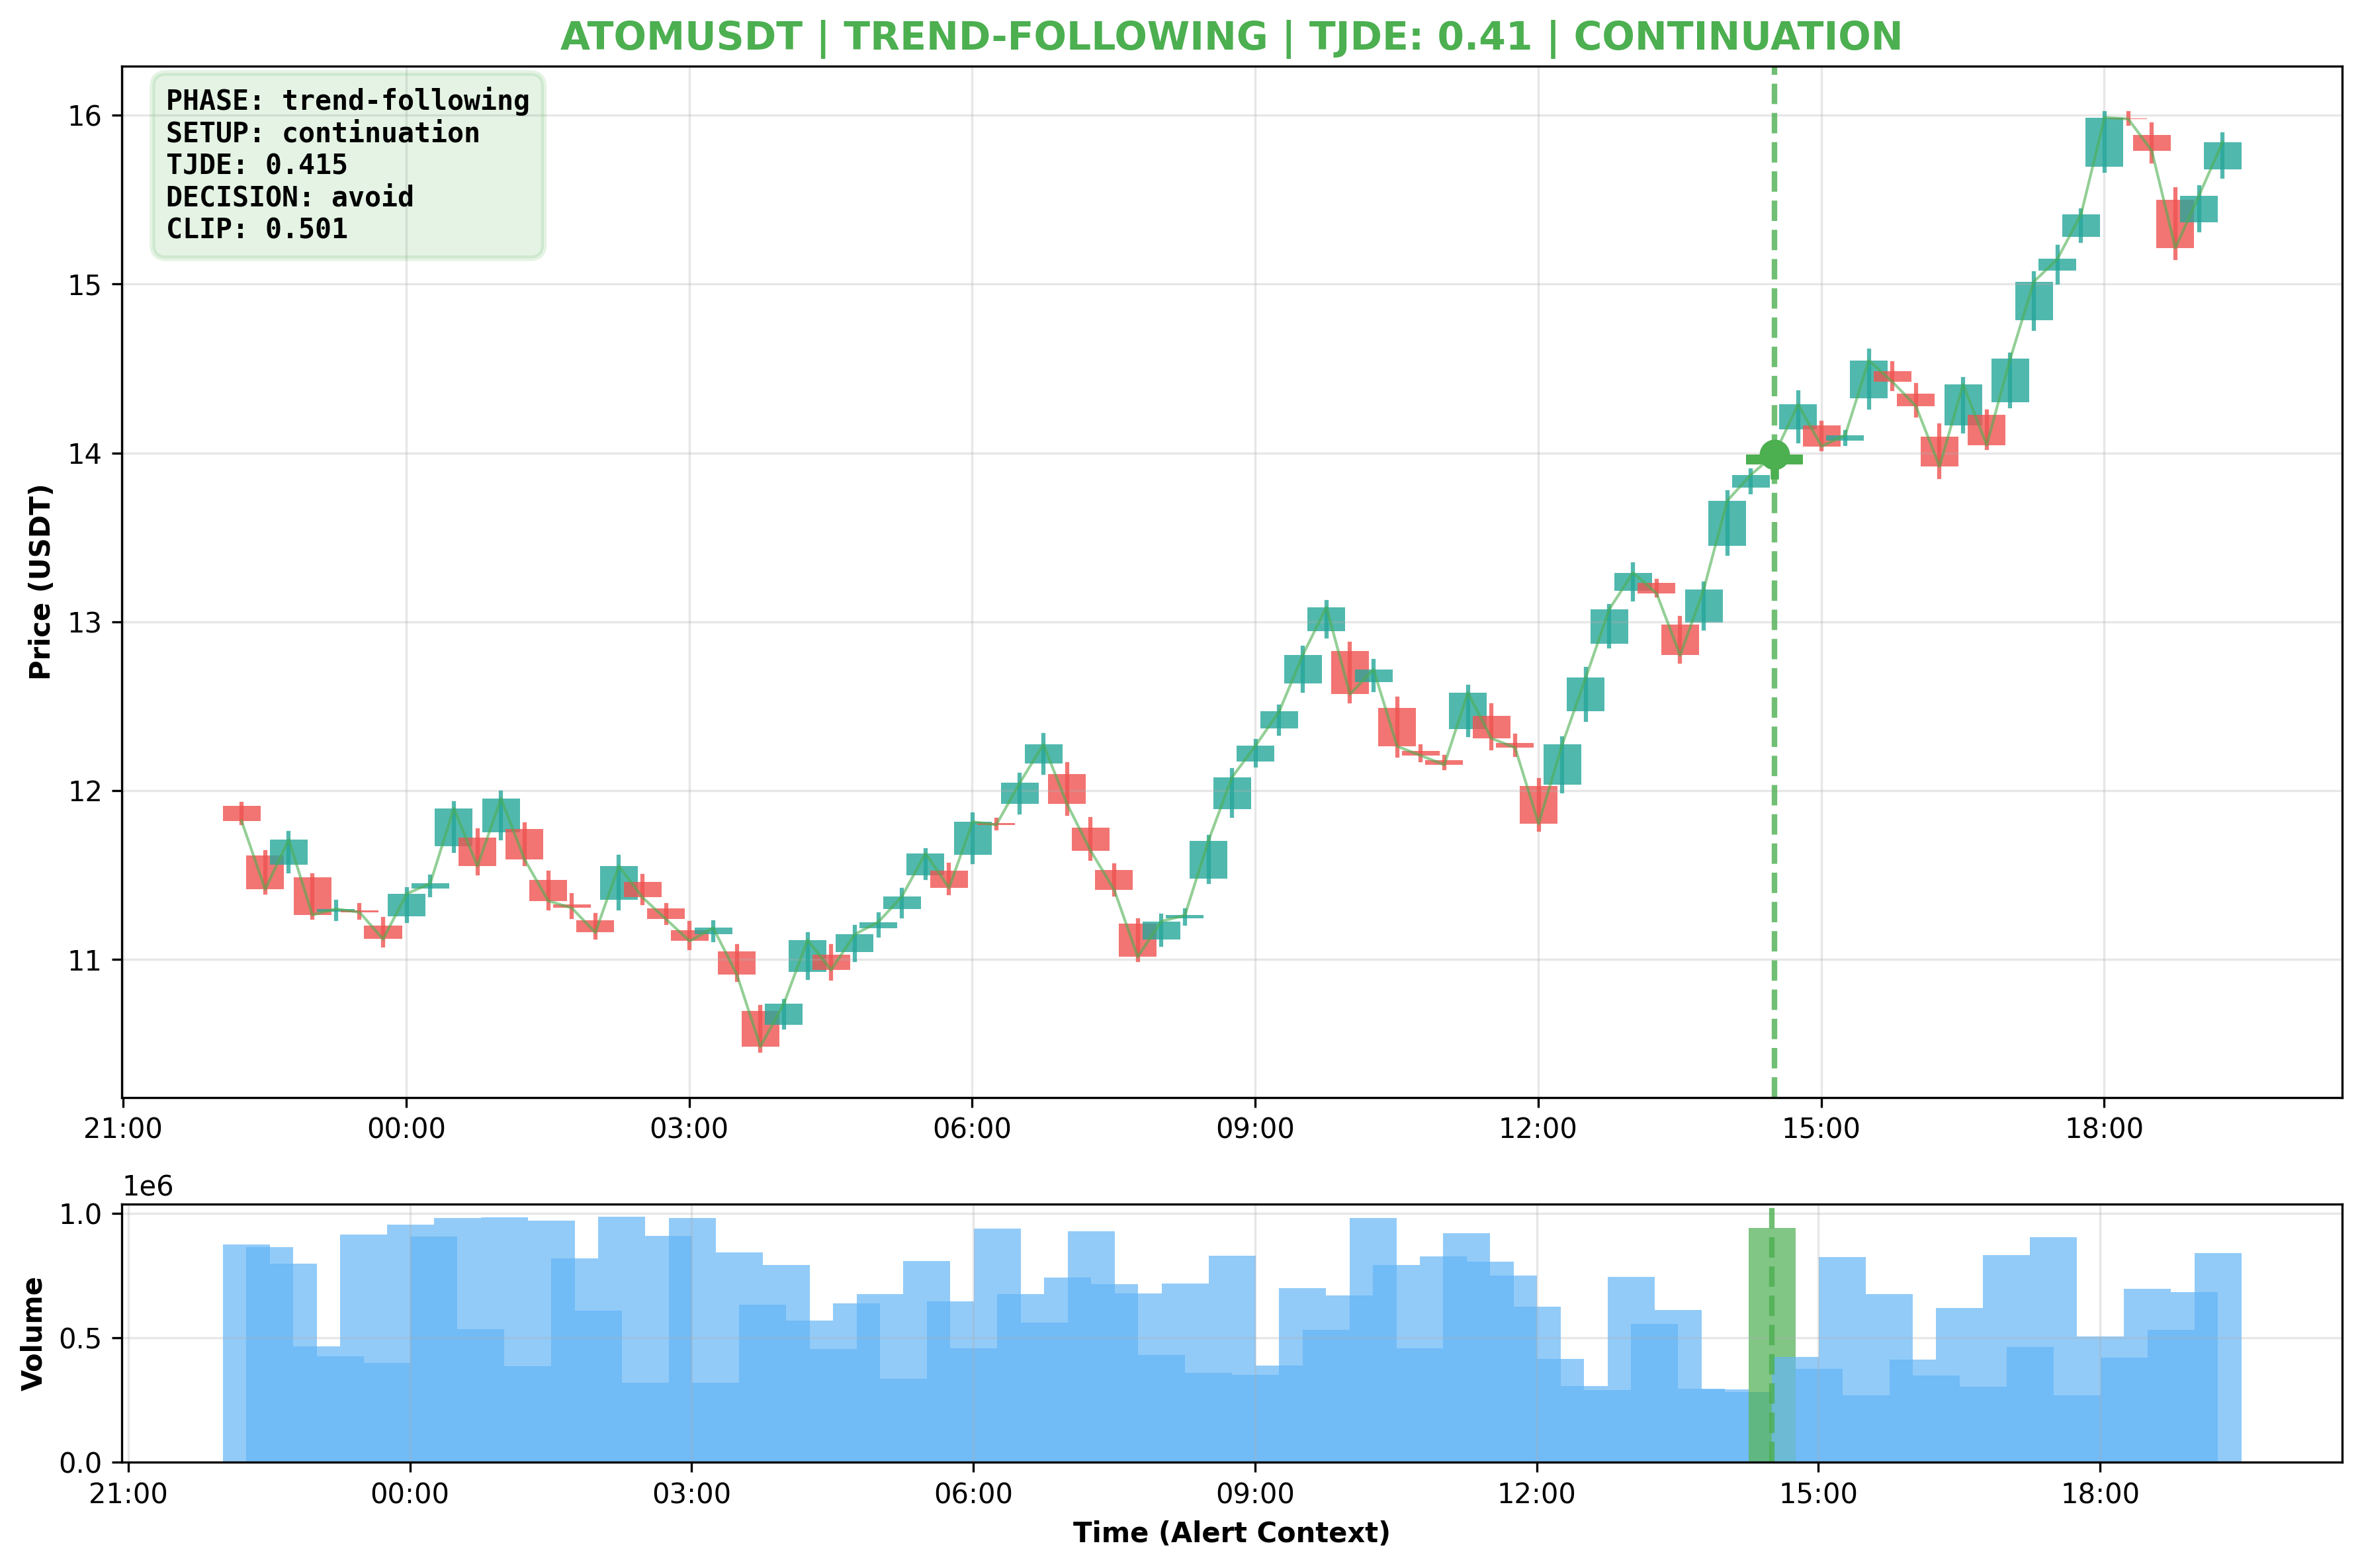 ATOMUSDT | TREND-FOLLOWING | TJDE: 0.41 | CONTINUATION
PHASE: trend-following
SETUP: continuation
TJDE: 0.415
DECISION: avoid
CLIP: 0.501
Price (USDT)
16
15
14
13
12
11
21:00 00:00 03:00 06:00 09:00 12:00 15:00 18:00
1e6
Volume
1.0
0.5
0.0
21:00 00:00 03:00 06:00 09:00 12:00 15:00 18:00
Time (Alert Context)